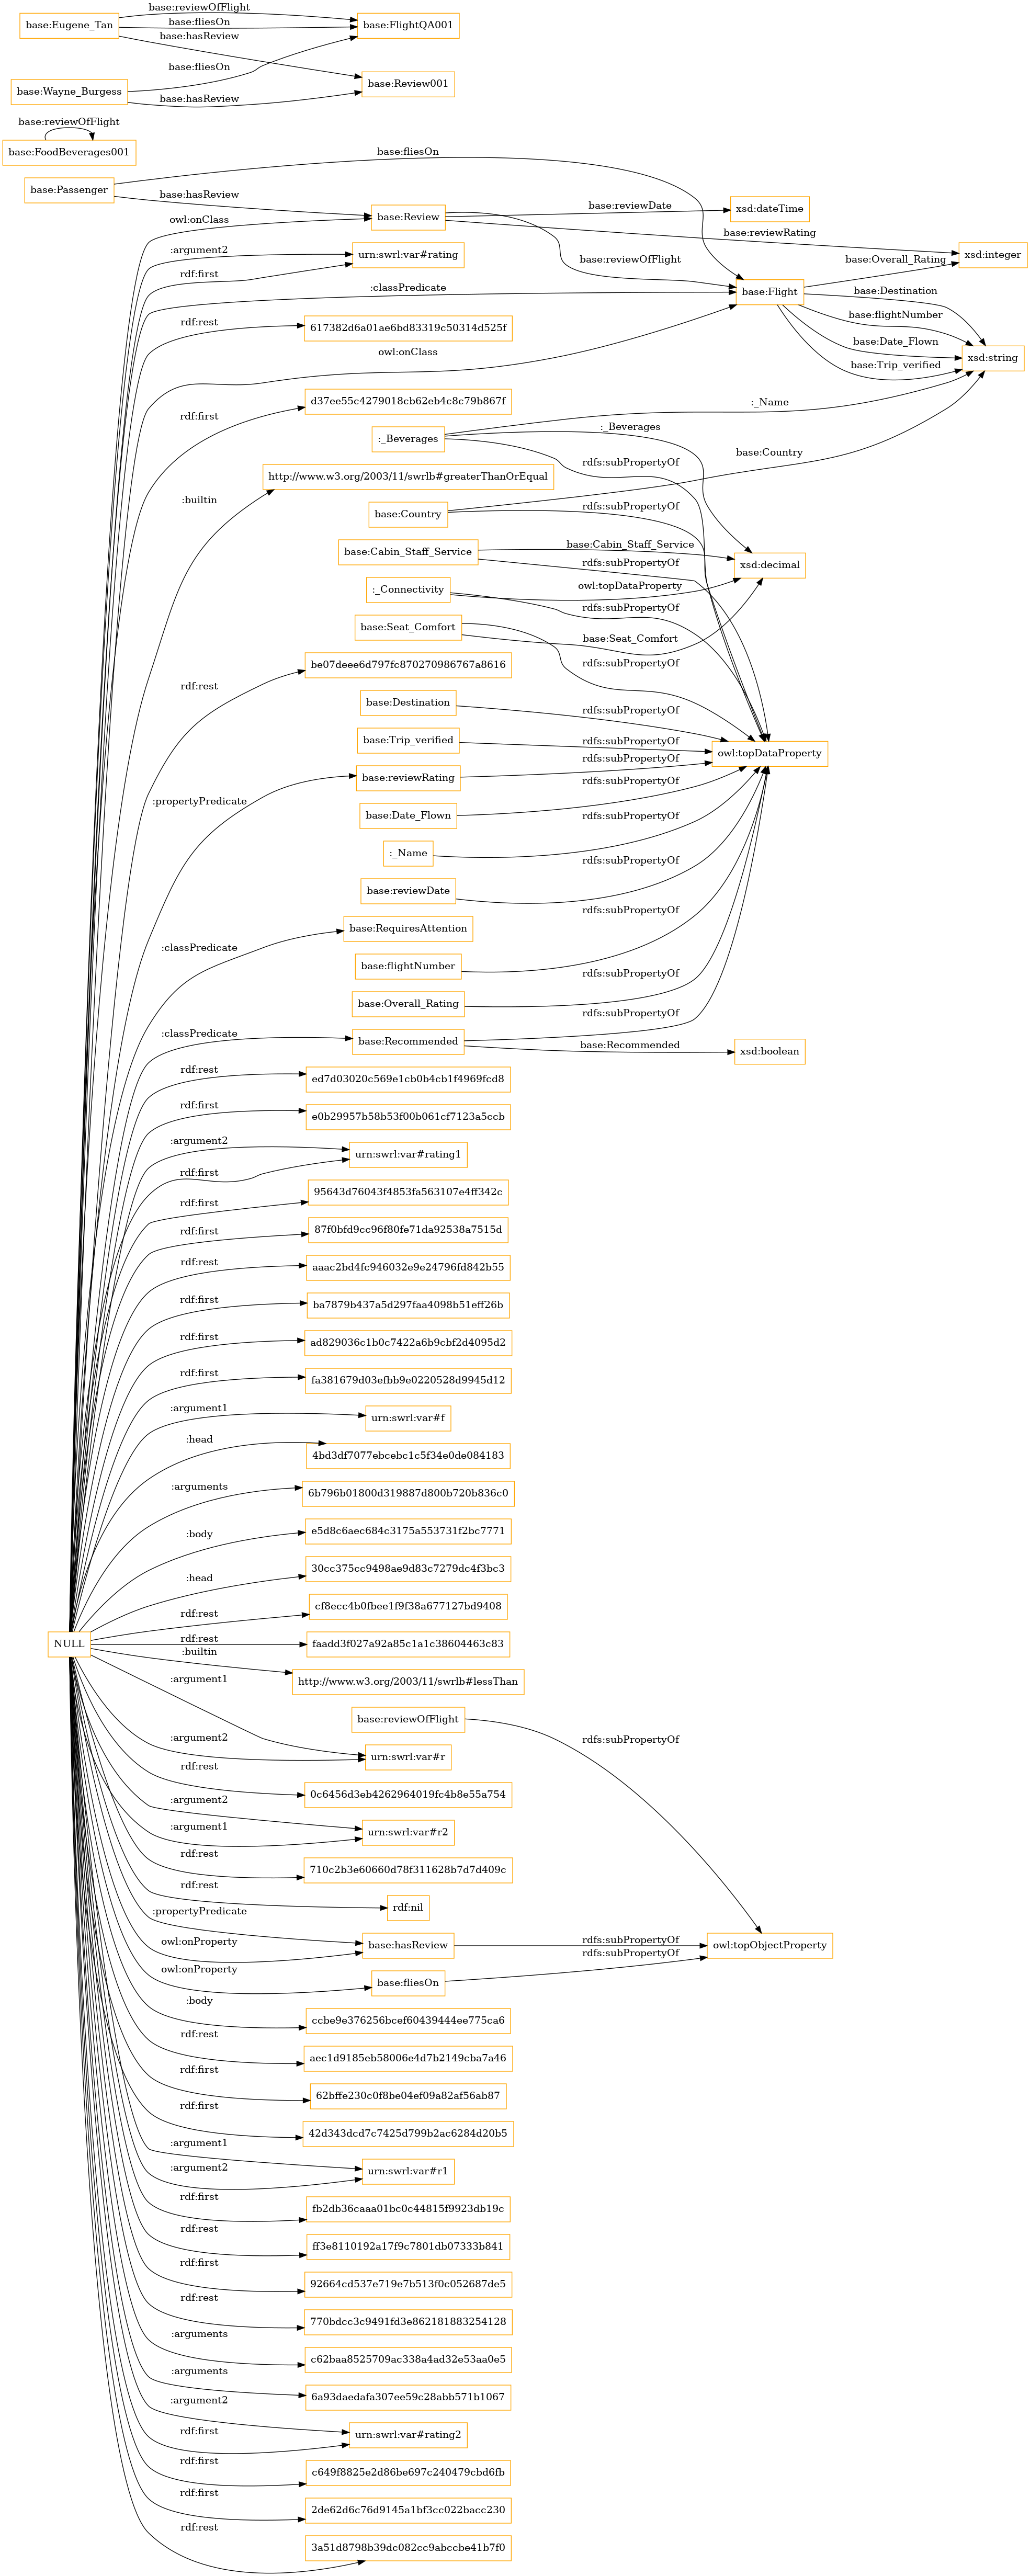 base:reviewOfFlight
base:Eugene_Tan
base:fliesOn
base:FlightQA001
base:hasReview
base:fliesOn
base:Review001
base:Wayne_Burgess
base:hasReview
base:reviewOfFlight
base:FoodBeverages001
base:fliesOn
base:Passenger
base:hasReview
base:reviewDate
xsd:dateTime
owl:onClass
base:Review
base:reviewRating
:argument2
urn:swrl:var#rating
base:reviewOfFlight
base:Overall_Rating
xsd:integer
rdf:first
:classPredicate
base:Flight
base:Destination
rdf:rest
617382d6a01ae6bd83319c50314d525f
base:flightNumber
owl:onClass
base:Date_Flown
xsd:string
base:Trip_verified
rdf:first
d37ee55c4279018cb62eb4c8c79b867f
:_Name
:_Beverages
:_Beverages
base:Country
rdfs:subPropertyOf
:builtin
http://www.w3.org/2003/11/swrlb#greaterThanOrEqual
base:Country
rdfs:subPropertyOf
base:Cabin_Staff_Service
base:Cabin_Staff_Service
rdfs:subPropertyOf
xsd:decimal
:_Connectivity
owl:topDataProperty
rdfs:subPropertyOf
base:Seat_Comfort
base:Seat_Comfort
rdf:rest
be07deee6d797fc870270986767a8616
rdfs:subPropertyOf
base:Destination
rdfs:subPropertyOf
base:Trip_verified
rdfs:subPropertyOf
owl:topDataProperty
:propertyPredicate
base:reviewRating
rdfs:subPropertyOf
base:Date_Flown
rdfs:subPropertyOf
:_Name
rdfs:subPropertyOf
base:reviewDate
rdfs:subPropertyOf
:classPredicate
base:RequiresAttention
rdfs:subPropertyOf
base:flightNumber
base:Overall_Rating
rdfs:subPropertyOf
:classPredicate
base:Recommended
rdfs:subPropertyOf
base:Recommended
xsd:boolean
rdf:rest
ed7d03020c569e1cb0b4cb1f4969fcd8
rdf:first
e0b29957b58b53f00b061cf7123a5ccb
:argument2
urn:swrl:var#rating1
rdf:first
rdf:first
95643d76043f4853fa563107e4ff342c
rdf:first
87f0bfd9cc96f80fe71da92538a7515d
rdf:rest
aaac2bd4fc946032e9e24796fd842b55
rdf:first
ba7879b437a5d297faa4098b51eff26b
rdf:first
ad829036c1b0c7422a6b9cbf2d4095d2
rdf:first
fa381679d03efbb9e0220528d9945d12
:argument1
urn:swrl:var#f
:head
4bd3df7077ebcebc1c5f34e0de084183
:arguments
6b796b01800d319887d800b720b836c0
:body
e5d8c6aec684c3175a553731f2bc7771
:head
30cc375cc9498ae9d83c7279dc4f3bc3
rdf:rest
cf8ecc4b0fbee1f9f38a677127bd9408
NULL
rdf:rest
faadd3f027a92a85c1a1c38604463c83
:builtin
http://www.w3.org/2003/11/swrlb#lessThan
:argument1
base:reviewOfFlight
rdfs:subPropertyOf
:argument2
urn:swrl:var#r
rdf:rest
0c6456d3eb4262964019fc4b8e55a754
:argument2
:argument1
urn:swrl:var#r2
rdf:rest
710c2b3e60660d78f311628b7d7d409c
rdf:rest
rdf:nil
:propertyPredicate
owl:onProperty
base:hasReview
rdfs:subPropertyOf
owl:topObjectProperty
rdfs:subPropertyOf
owl:onProperty
base:fliesOn
:body
ccbe9e376256bcef60439444ee775ca6
rdf:rest
aec1d9185eb58006e4d7b2149cba7a46
rdf:first
62bffe230c0f8be04ef09a82af56ab87
rdf:first
42d343dcd7c7425d799b2ac6284d20b5
:argument1
:argument2
urn:swrl:var#r1
rdf:first
fb2db36caaa01bc0c44815f9923db19c
rdf:rest
ff3e8110192a17f9c7801db07333b841
rdf:first
92664cd537e719e7b513f0c052687de5
rdf:rest
770bdcc3c9491fd3e862181883254128
:arguments
c62baa8525709ac338a4ad32e53aa0e5
:arguments
6a93daedafa307ee59c28abb571b1067
:argument2
urn:swrl:var#rating2
rdf:first
rdf:first
c649f8825e2d86be697c240479cbd6fb
rdf:first
2de62d6c76d9145a1bf3cc022bacc230
rdf:rest
3a51d8798b39dc082cc9abccbe41b7f0